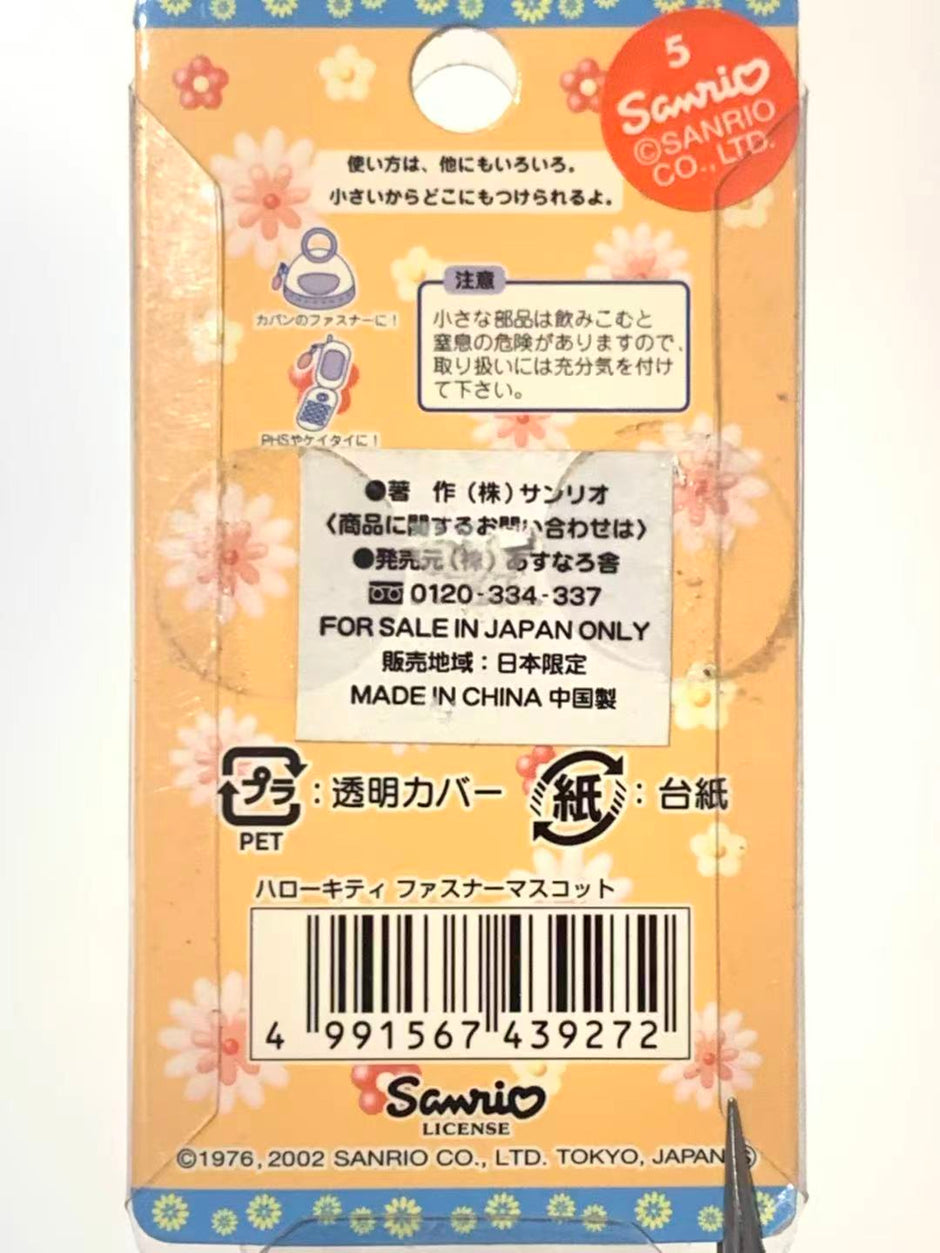 5
Sanrio
©SANRIO
CO., LTD.
使い方は、他にもいろいろ。
小さいからどこにもつけられるよ。
カバンのファスナーに！
PHSやケイタイに！
注意
小さな部品は飲みこむと
窒息の危険がありますので、
取り扱いには充分気を付け
て下さい。
●著　作（株）サンリオ
〈商品に関するお問い合わせは〉
●発売元（株）あすなろ舎
0120-334-337
FOR SALE IN JAPAN ONLY
販売地域：日本限定
MADE IN CHINA 中国製
プラ：透明カバー
PET
紙：台紙
ハローキティ ファスナーマスコット
4 991567 439272
Sanrio
LICENSE
©1976, 2002 SANRIO CO., LTD. TOKYO, JAPAN